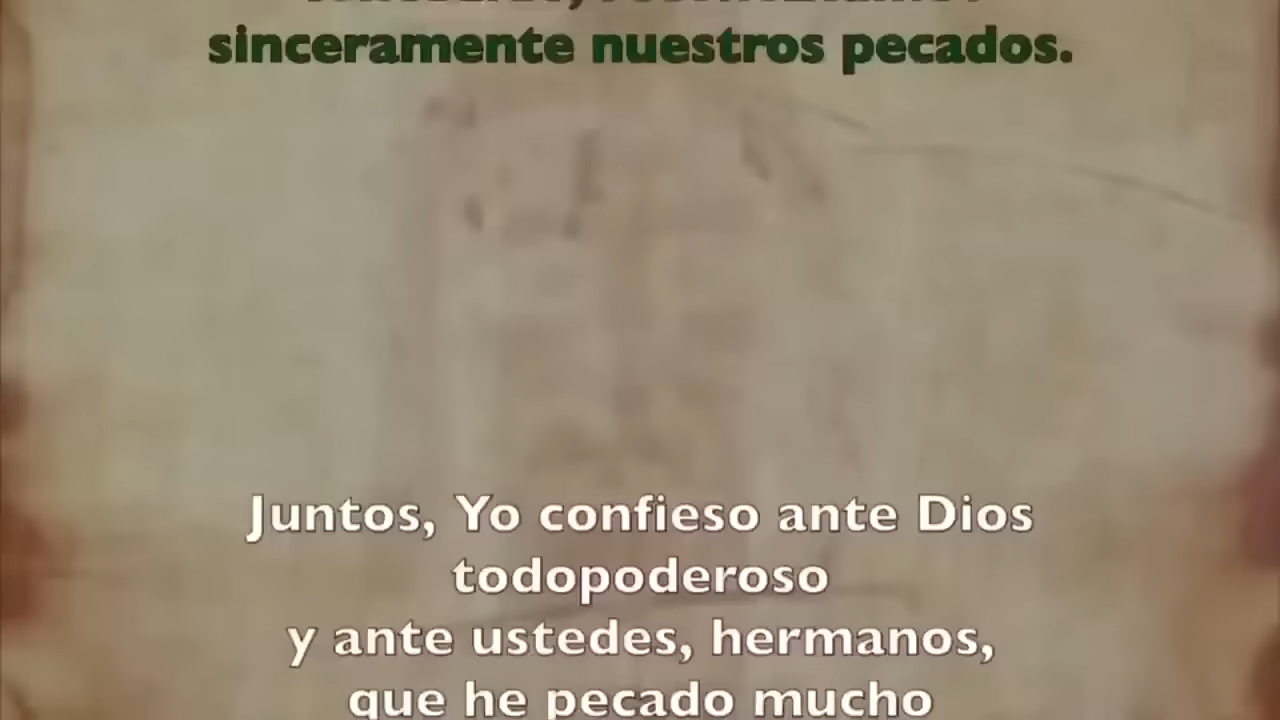 sinceramente nuestros pecados.
Juntos, Yo confieso ante Dios
todopoderoso
y ante ustedes, hermanos,
que he pecado mucho